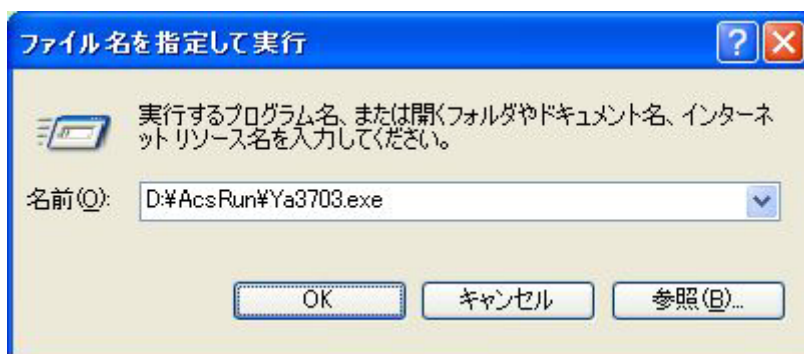 ファイル名を指定して実行
実行するプログラム名、または開くフォルダやドキュメント名、インターネ
ット リソース名を入力してください。
名前(O): D:¥AcsRun¥Ya3703.exe
OK キャンセル 参照(B)...